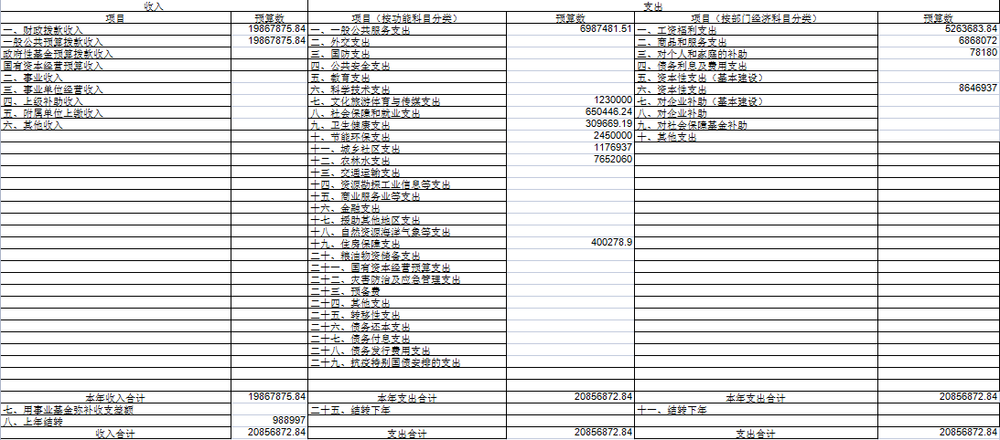 收入 支出
项目 预算数 项目（按功能科目分类） 预算数 项目（按部门经济科目分类） 预算数
一、财政拨款收入 19867875.84 一、一般公共服务支出 6987481.51 一、工资福利支出 5263683.84
一般公共预算拨款收入 19867875.84 二、外交支出 二、商品和服务支出 6868072
政府性基金预算拨款收入 三、国防支出 三、对个人和家庭的补助 78180
国有资本经营预算收入 四、公共安全支出 四、债务利息及费用支出
二、事业收入 五、教育支出 五、资本性支出（基本建设）
三、事业单位经营收入 六、科学技术支出 六、资本性支出 8646937
四、上级补助收入 七、文化旅游体育与传媒支出 1230000 七、对企业补助（基本建设）
五、附属单位上缴收入 八、社会保障和就业支出 650446.24 八、对企业补助
六、其他收入 九、卫生健康支出 309669.19 九、对社会保障基金补助
十、节能环保支出 2450000 十、其他支出
十一、城乡社区支出 1176937
十二、农林水支出 7652060
十三、交通运输支出
十四、资源勘探工业信息等支出
十五、商业服务业等支出
十六、金融支出
十七、援助其他地区支出
十八、自然资源海洋气象等支出
十九、住房保障支出 400278.9
二十、粮油物资储备支出
二十一、国有资本经营预算支出
二十二、灾害防治及应急管理支出
二十三、预备费
二十四、其他支出
二十五、转移性支出
二十六、债务还本支出
二十七、债务付息支出
二十八、债务发行费用支出
二十九、抗疫特别国债安排的支出
本年收入合计 19867875.84 本年支出合计 20856872.84 本年支出合计 20856872.84
七、用事业基金弥补收支差额 二十五、结转下年 十一、结转下年
八、上年结转 988997
收入合计 20856872.84 支出合计 20856872.84 支出合计 20856872.84